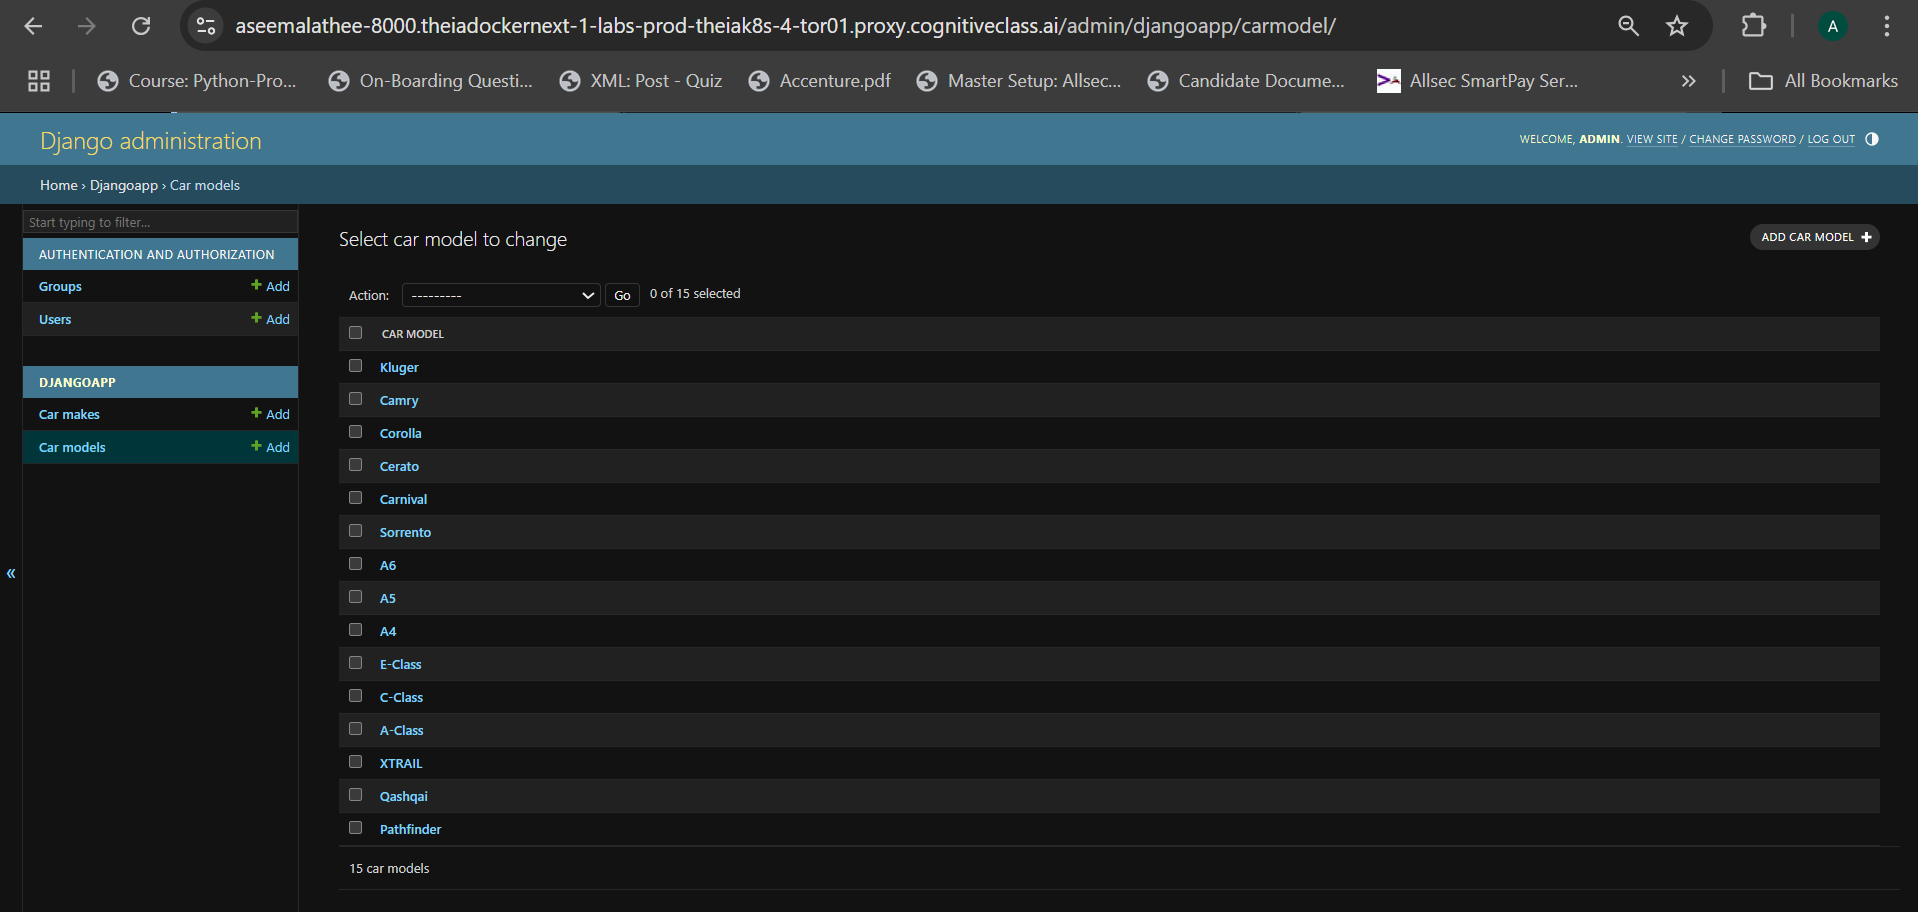 aseemalathee-8000.theiadockernext-1-labs-prod-theiak8s-4-tor01.proxy.cognitiveclass.ai/admin/djangoapp/carmodel/
A
Course: Python-Pro...
On-Boarding Questi...
XML: Post - Quiz
Accenture.pdf
Master Setup: Allsec...
Candidate Docume...
Allsec SmartPay Ser...
»
All Bookmarks
Django administration
WELCOME, ADMIN. VIEW SITE / CHANGE PASSWORD / LOG OUT
Home › Djangoapp › Car models
Start typing to filter...
AUTHENTICATION AND AUTHORIZATION
Groups + Add
Users + Add
DJANGOAPP
Car makes + Add
Car models + Add
«
Select car model to change
ADD CAR MODEL +
Action: --------- Go 0 of 15 selected
CAR MODEL
Kluger
Camry
Corolla
Cerato
Carnival
Sorrento
A6
A5
A4
E-Class
C-Class
A-Class
XTRAIL
Qashqai
Pathfinder
15 car models